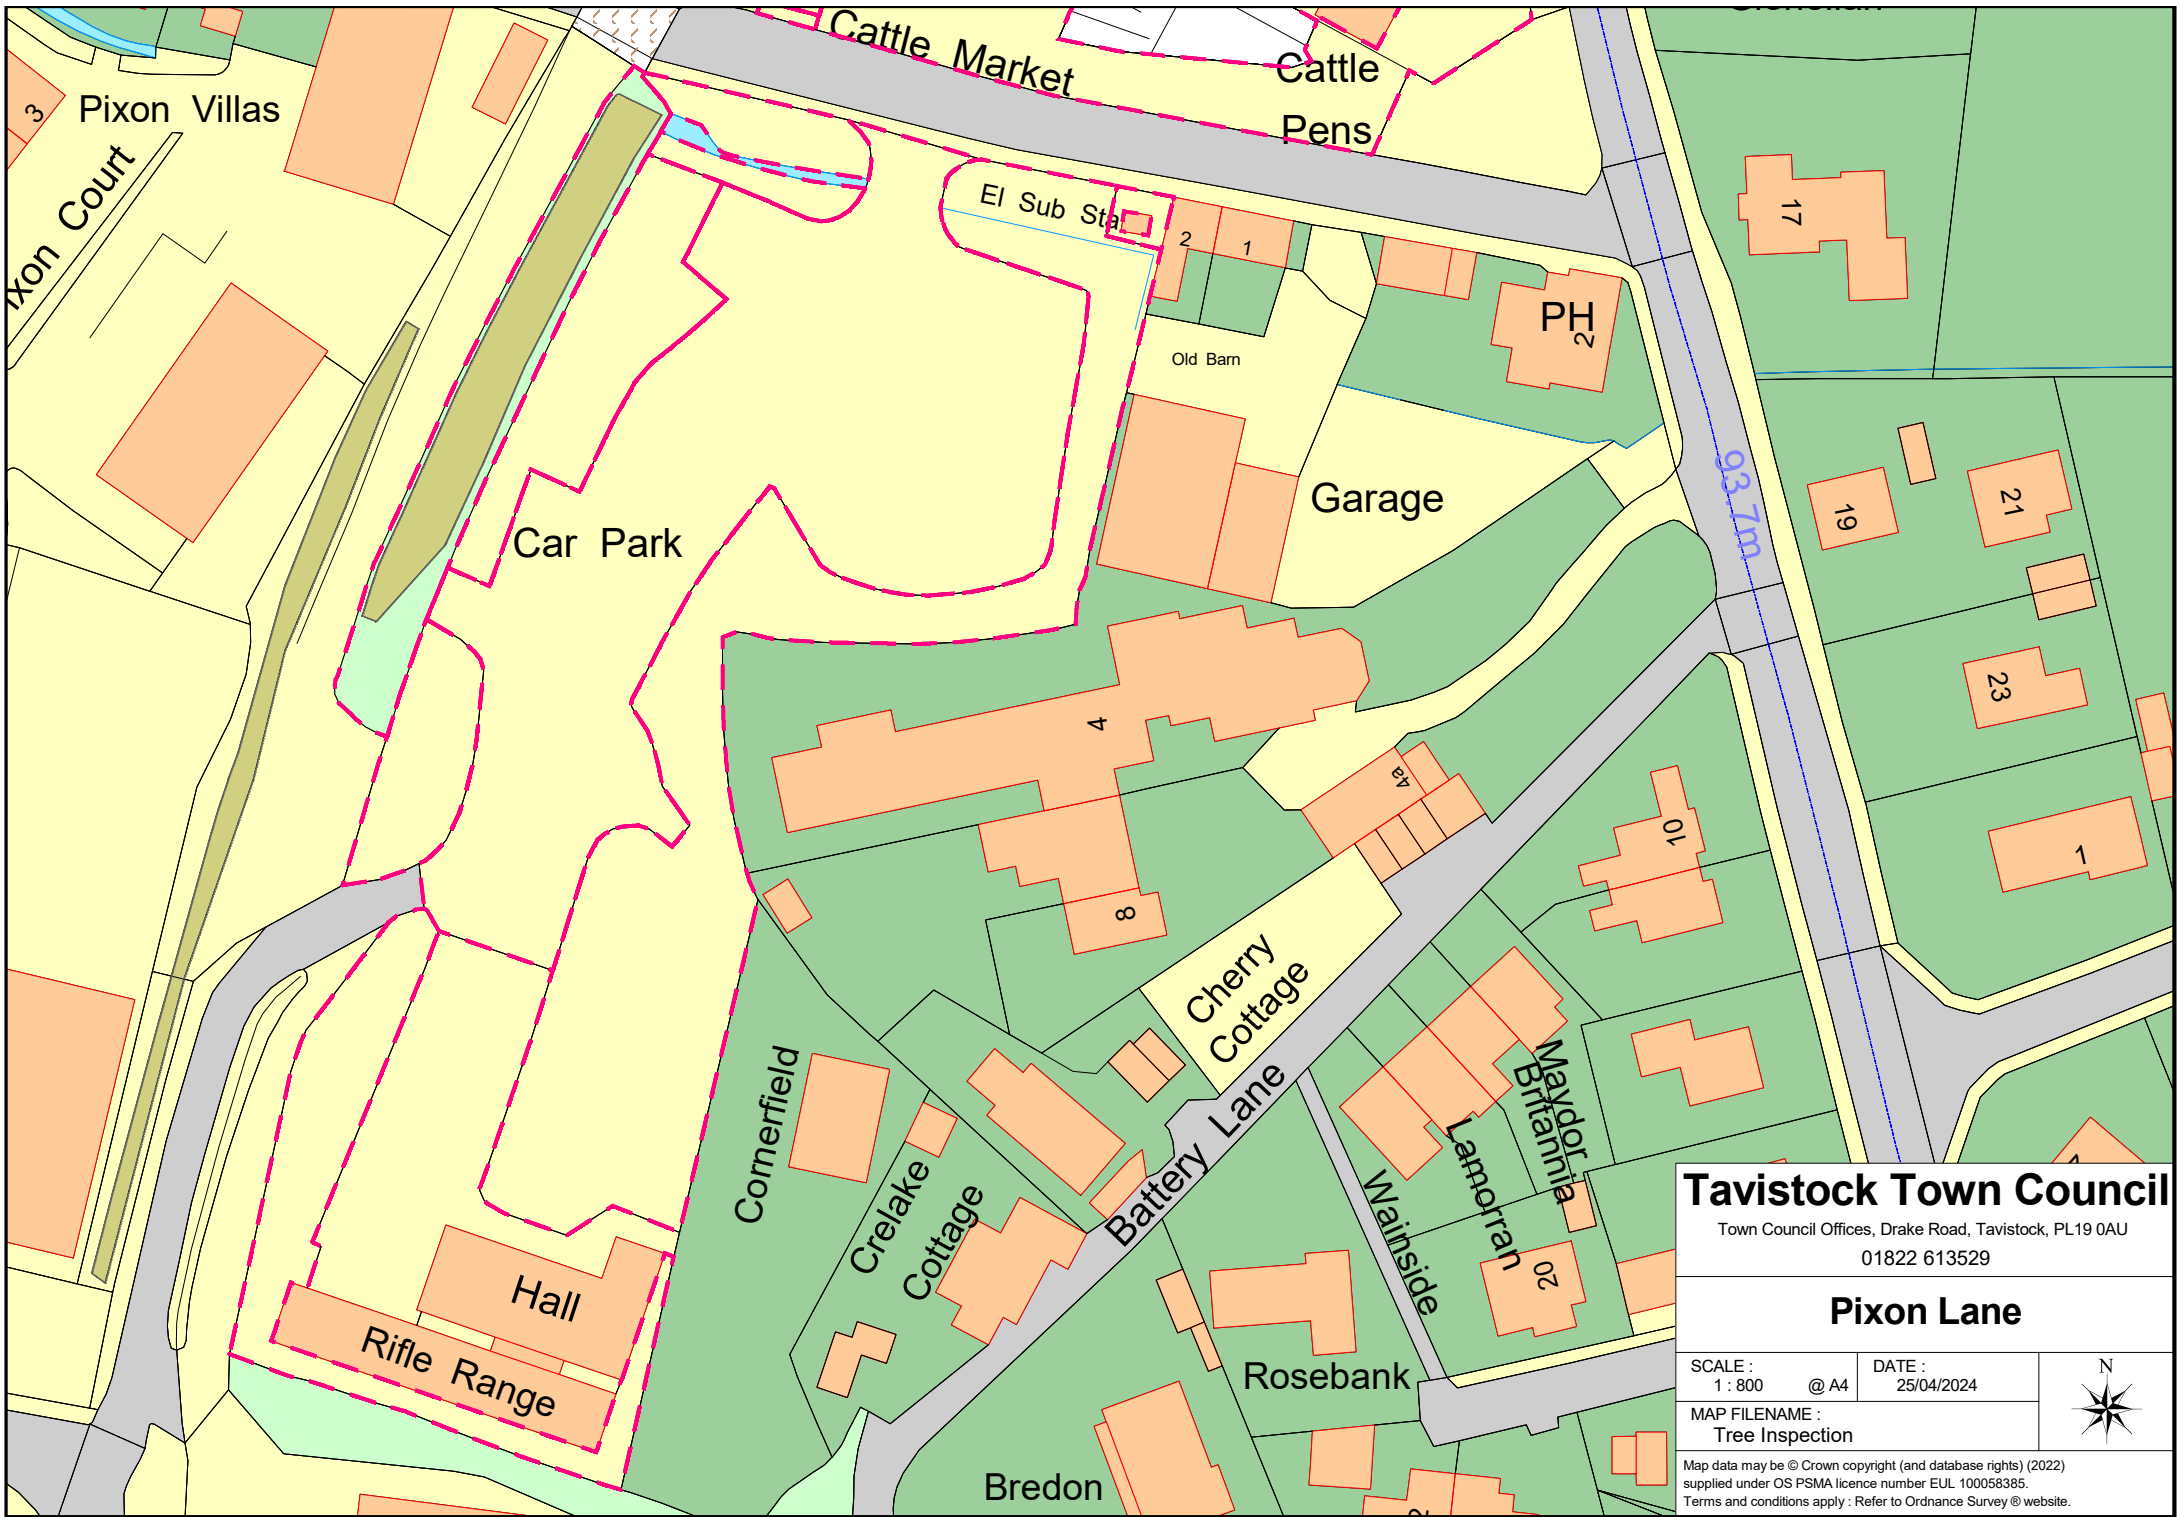 Cattle Market
Cattle
Pens
3
Pixon Villas
ixon Court
El Sub Sta
2
1
17
PH
2
Old Barn
Garage
93.7m
19
21
Car Park
23
4
4a
10
1
8
Cherry
Cottage
Cornerfield
Crelake
Cottage
Battery Lane
Maydor
Britannia
Lamorran
Wainside
20
Hall
Rifle Range
Rosebank
Bredon
Tavistock Town Council
Town Council Offices, Drake Road, Tavistock, PL19 0AU
01822 613529
Pixon Lane
SCALE :
1 : 800 @ A4
DATE :
25/04/2024
N
MAP FILENAME :
Tree Inspection
Map data may be © Crown copyright (and database rights) (2022)
supplied under OS PSMA licence number EUL 100058385.
Terms and conditions apply : Refer to Ordnance Survey ® website.